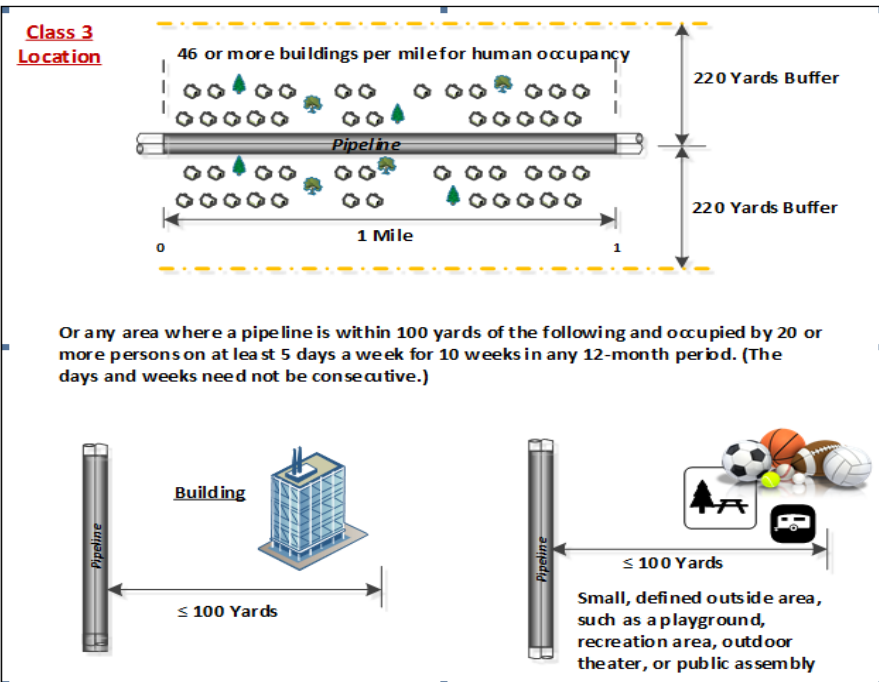 Class 3
Location
46 or more buildings per mile for human occupancy
220 Yards Buffer
Pipeline
220 Yards Buffer
1 Mile
0
1
Or any area where a pipeline is within 100 yards of the following and occupied by 20 or
more persons on at least 5 days a week for 10 weeks in any 12-month period. (The
days and weeks need not be consecutive.)
Building
Pipeline
≤ 100 Yards
Pipeline
≤ 100 Yards
Small, defined outside area,
such as a playground,
recreation area, outdoor
theater, or public assembly